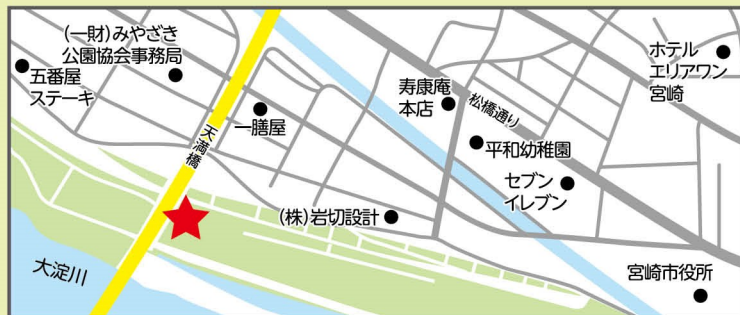 (一財)みやざき
公園協会事務局
五番屋
ステーキ
天満橋
一膳屋
寿康庵
本店
松橋通り
ホテル
エリアワン
宮崎
平和幼稚園
セブン
イレブン
(株)岩切設計
大淀川
宮崎市役所